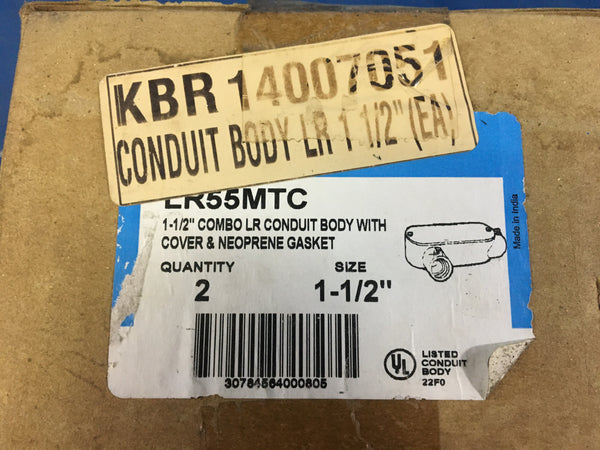 KBR 14007051
CONDUIT BODY LR 1 1/2" (EA)
LR55MTC
1-1/2" COMBO LR CONDUIT BODY WITH
COVER & NEOPRENE GASKET
Made in India
QUANTITY SIZE
2 1-1/2"
30784564000805
UL LISTED
CONDUIT
BODY
22F0